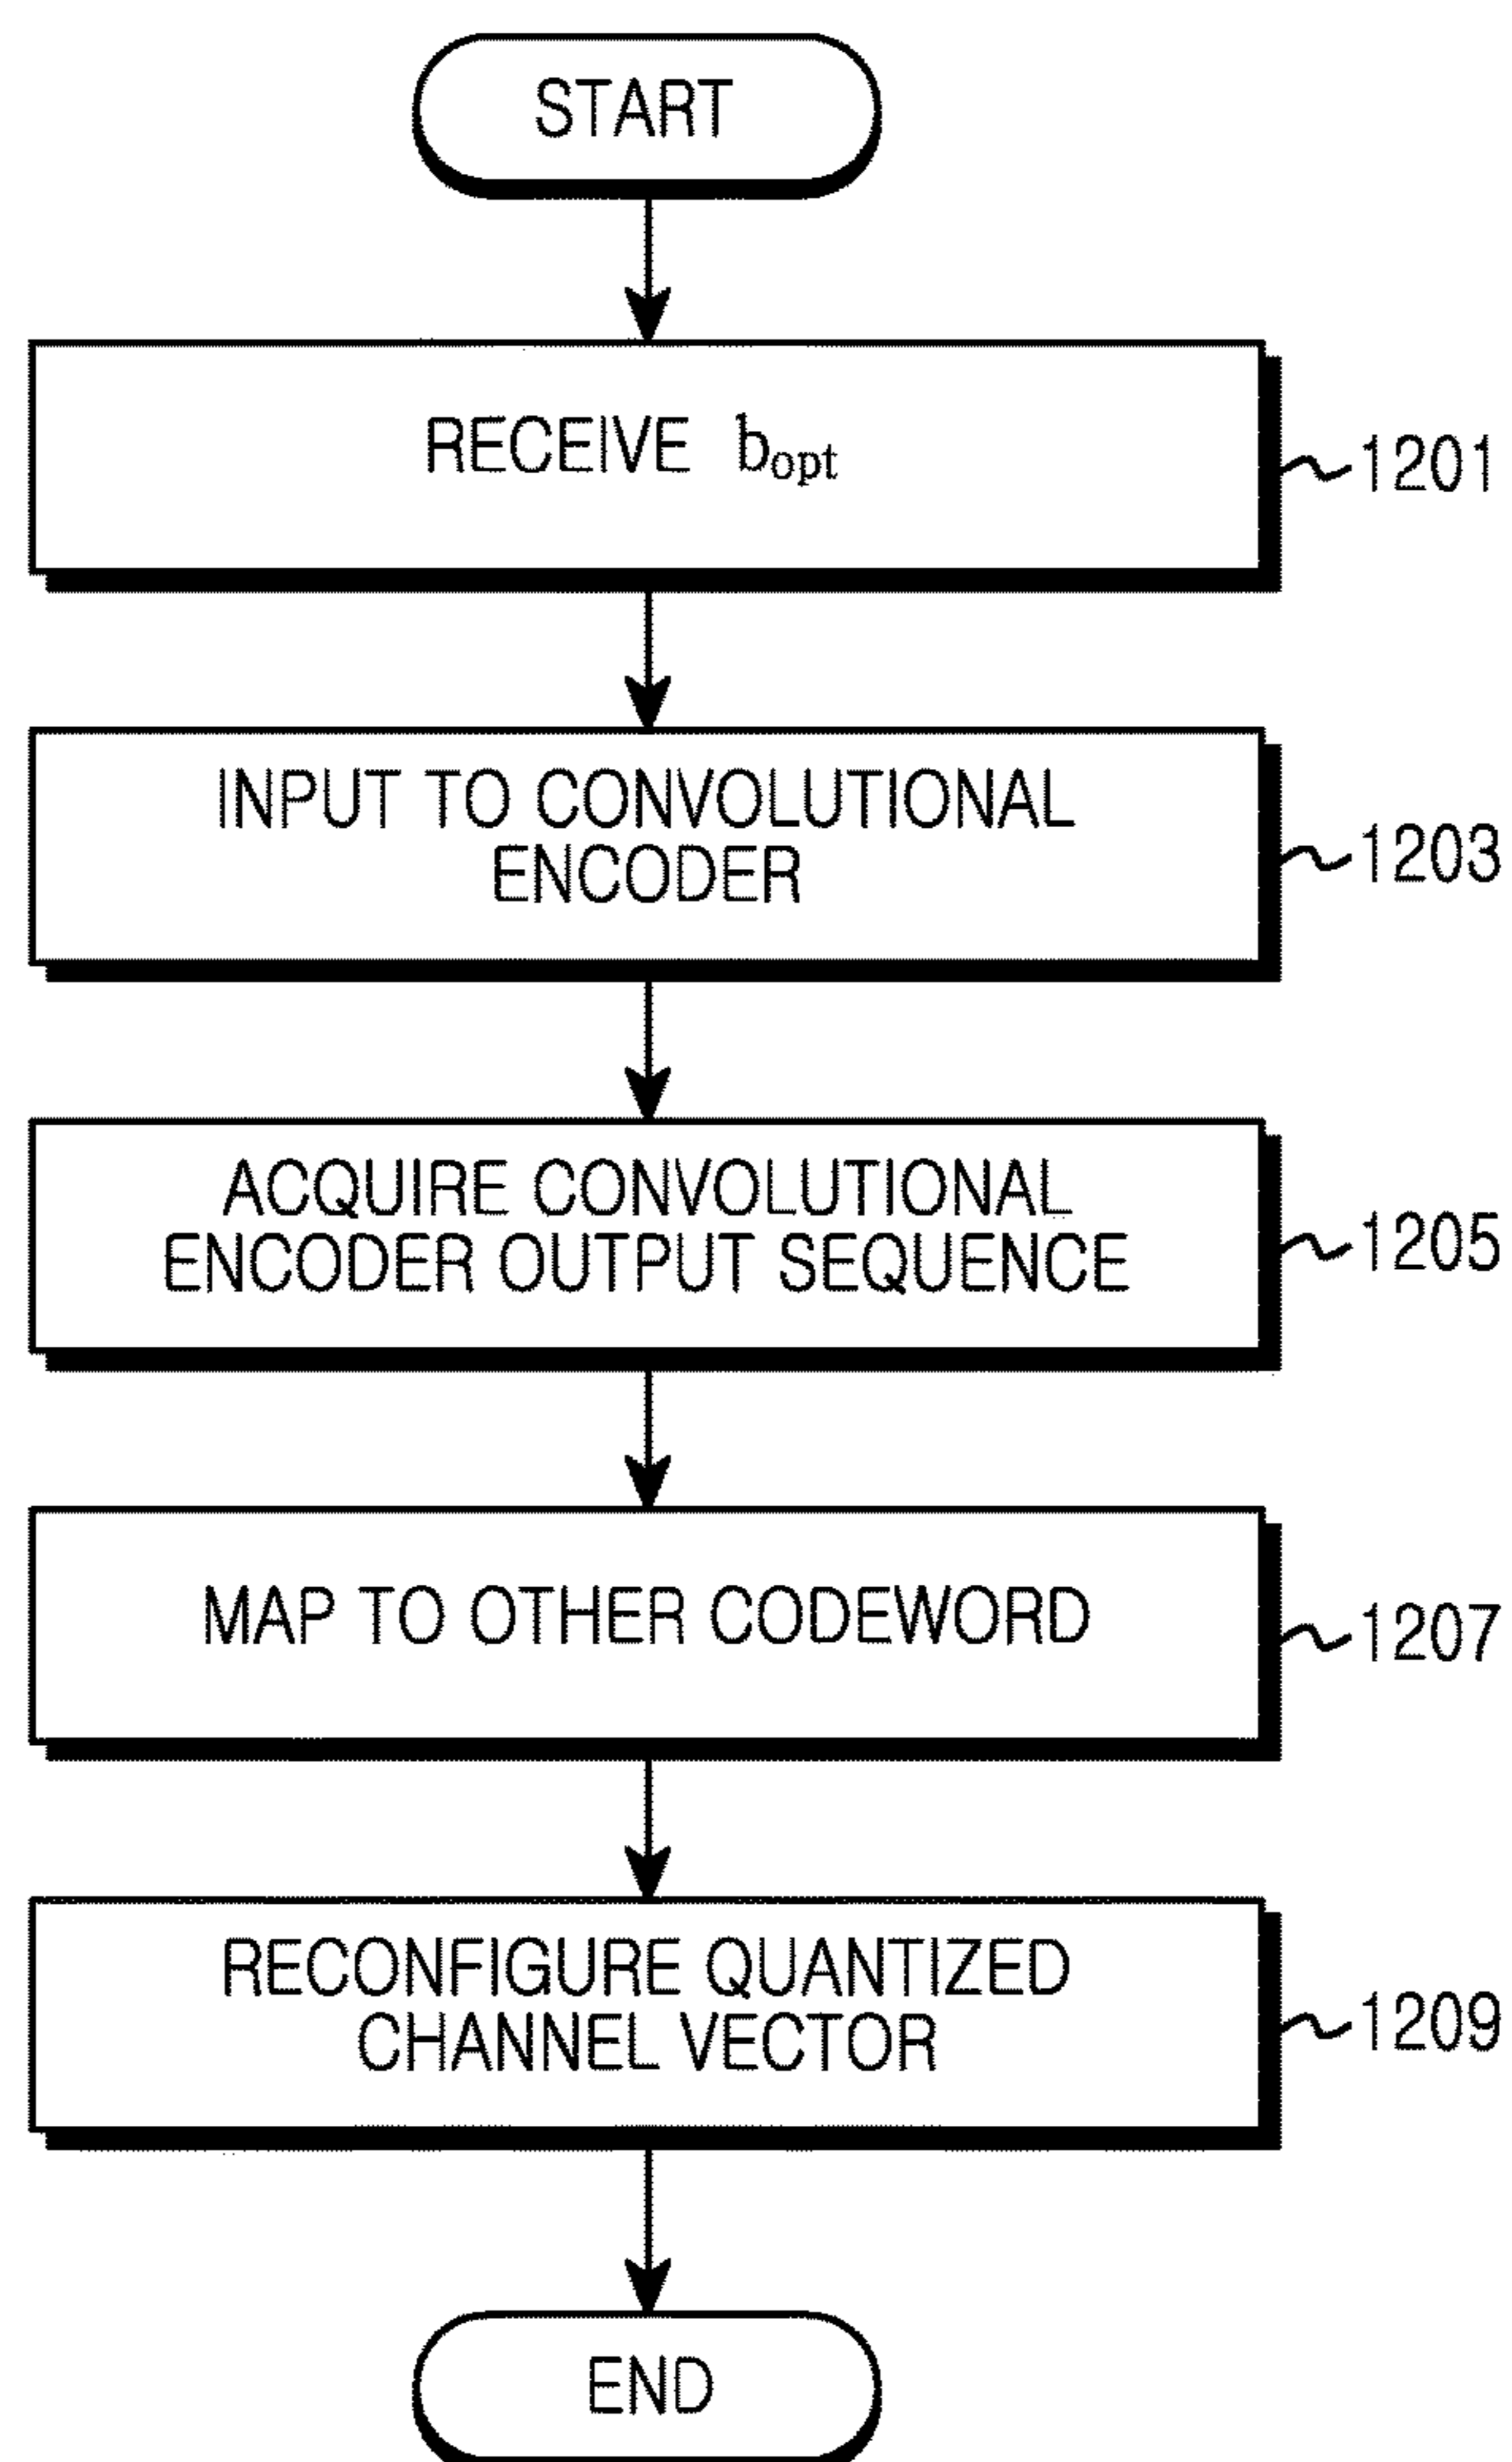 START
RECEIVE bopt
1201
INPUT TO CONVOLUTIONAL
ENCODER
1203
ACQUIRE CONVOLUTIONAL
ENCODER OUTPUT SEQUENCE
1205
MAP TO OTHER CODEWORD
1207
RECONFIGURE QUANTIZED
CHANNEL VECTOR
1209
END